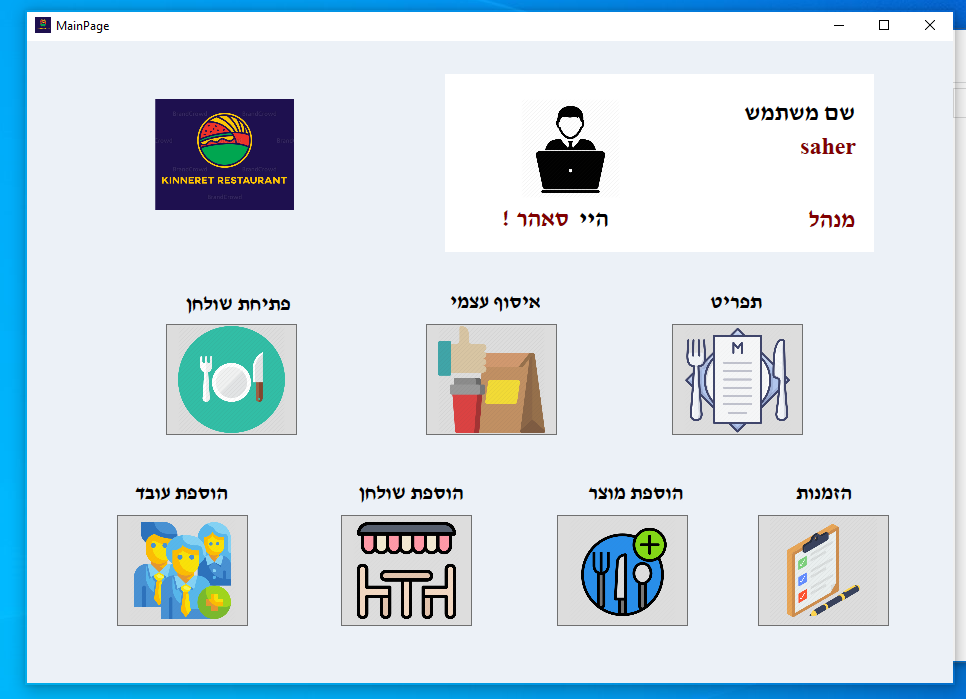 MainPage
שם משתמש
saher
מנהל
היי סאהר !
KINNERET RESTAURANT
תפריט
איסוף עצמי
פתיחת שולחן
M
הזמנות
הוספת מוצר
הוספת שולחן
הוספת עובד